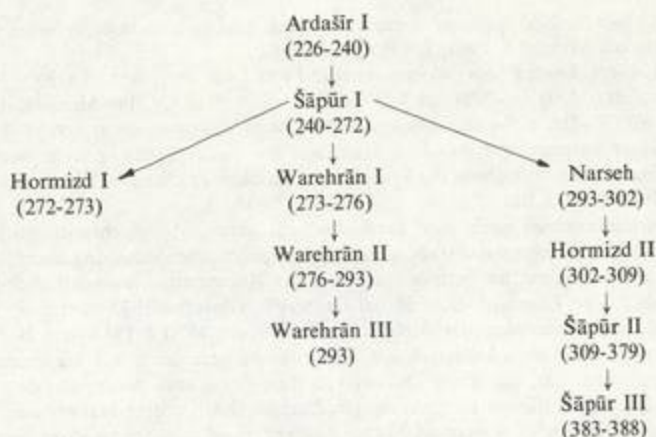 Ardašīr I
(226-240)
Šāpūr I
(240-272)
Hormizd I
(272-273)
Warehrān I
(273-276)
Warehrān II
(276-293)
Warehrān III
(293)
Narseh
(293-302)
Hormizd II
(302-309)
Šāpūr II
(309-379)
Šāpūr III
(383-388)